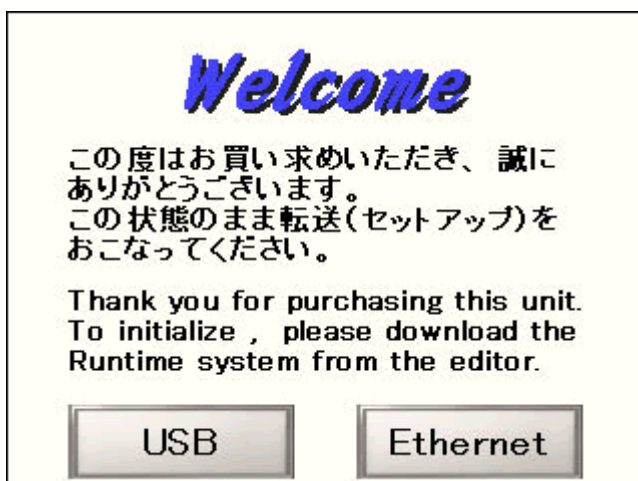 Welcome
この度はお買い求めいただき、誠に
ありがとうございます。
この状態のまま転送(セットアップ)を
おこなってください。
Thank you for purchasing this unit.
To initialize , please download the
Runtime system from the editor.
USB
Ethernet